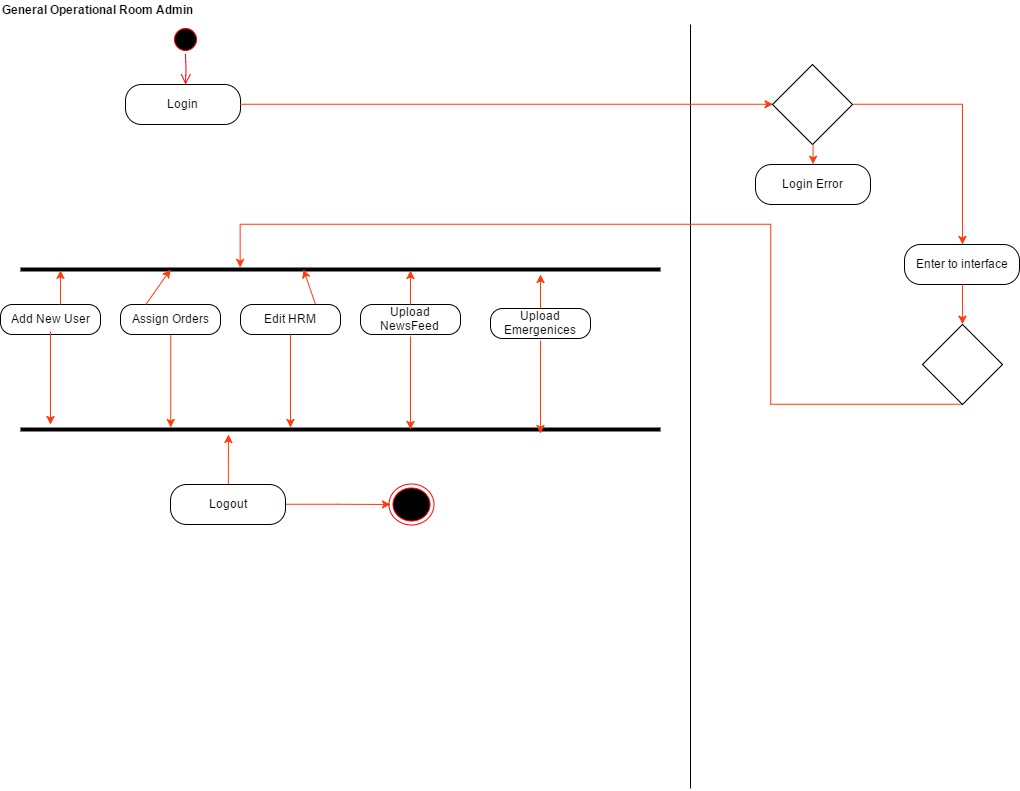 General Operational Room Admin
Login
Login Error
Enter to interface
Add New User
Assign Orders
Edit HRM
Upload
NewsFeed
Upload
Emergenices
Logout